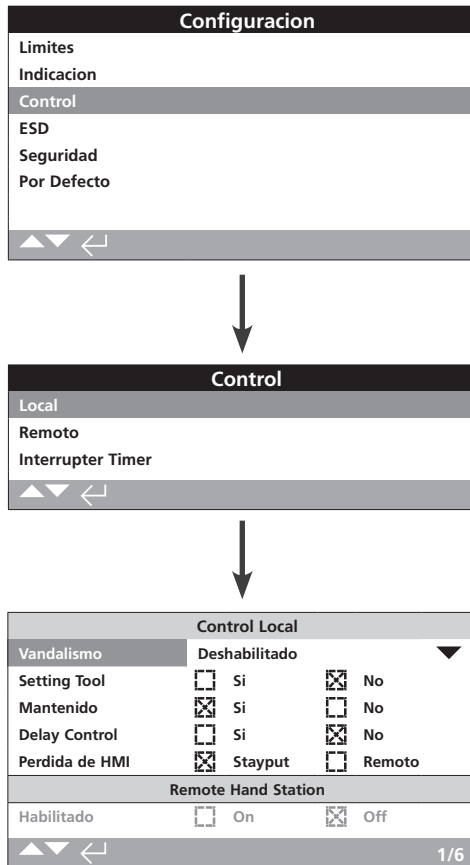 Configuracion
Limites
Indicacion
Control
ESD
Seguridad
Por Defecto
Control
Local
Remoto
Interrupter Timer
Control Local
Vandalismo Deshabilitado
Setting Tool Si No
Mantenido Si No
Delay Control Si No
Perdida de HMI Stayput Remoto
Remote Hand Station
Habilitado On Off
1/6